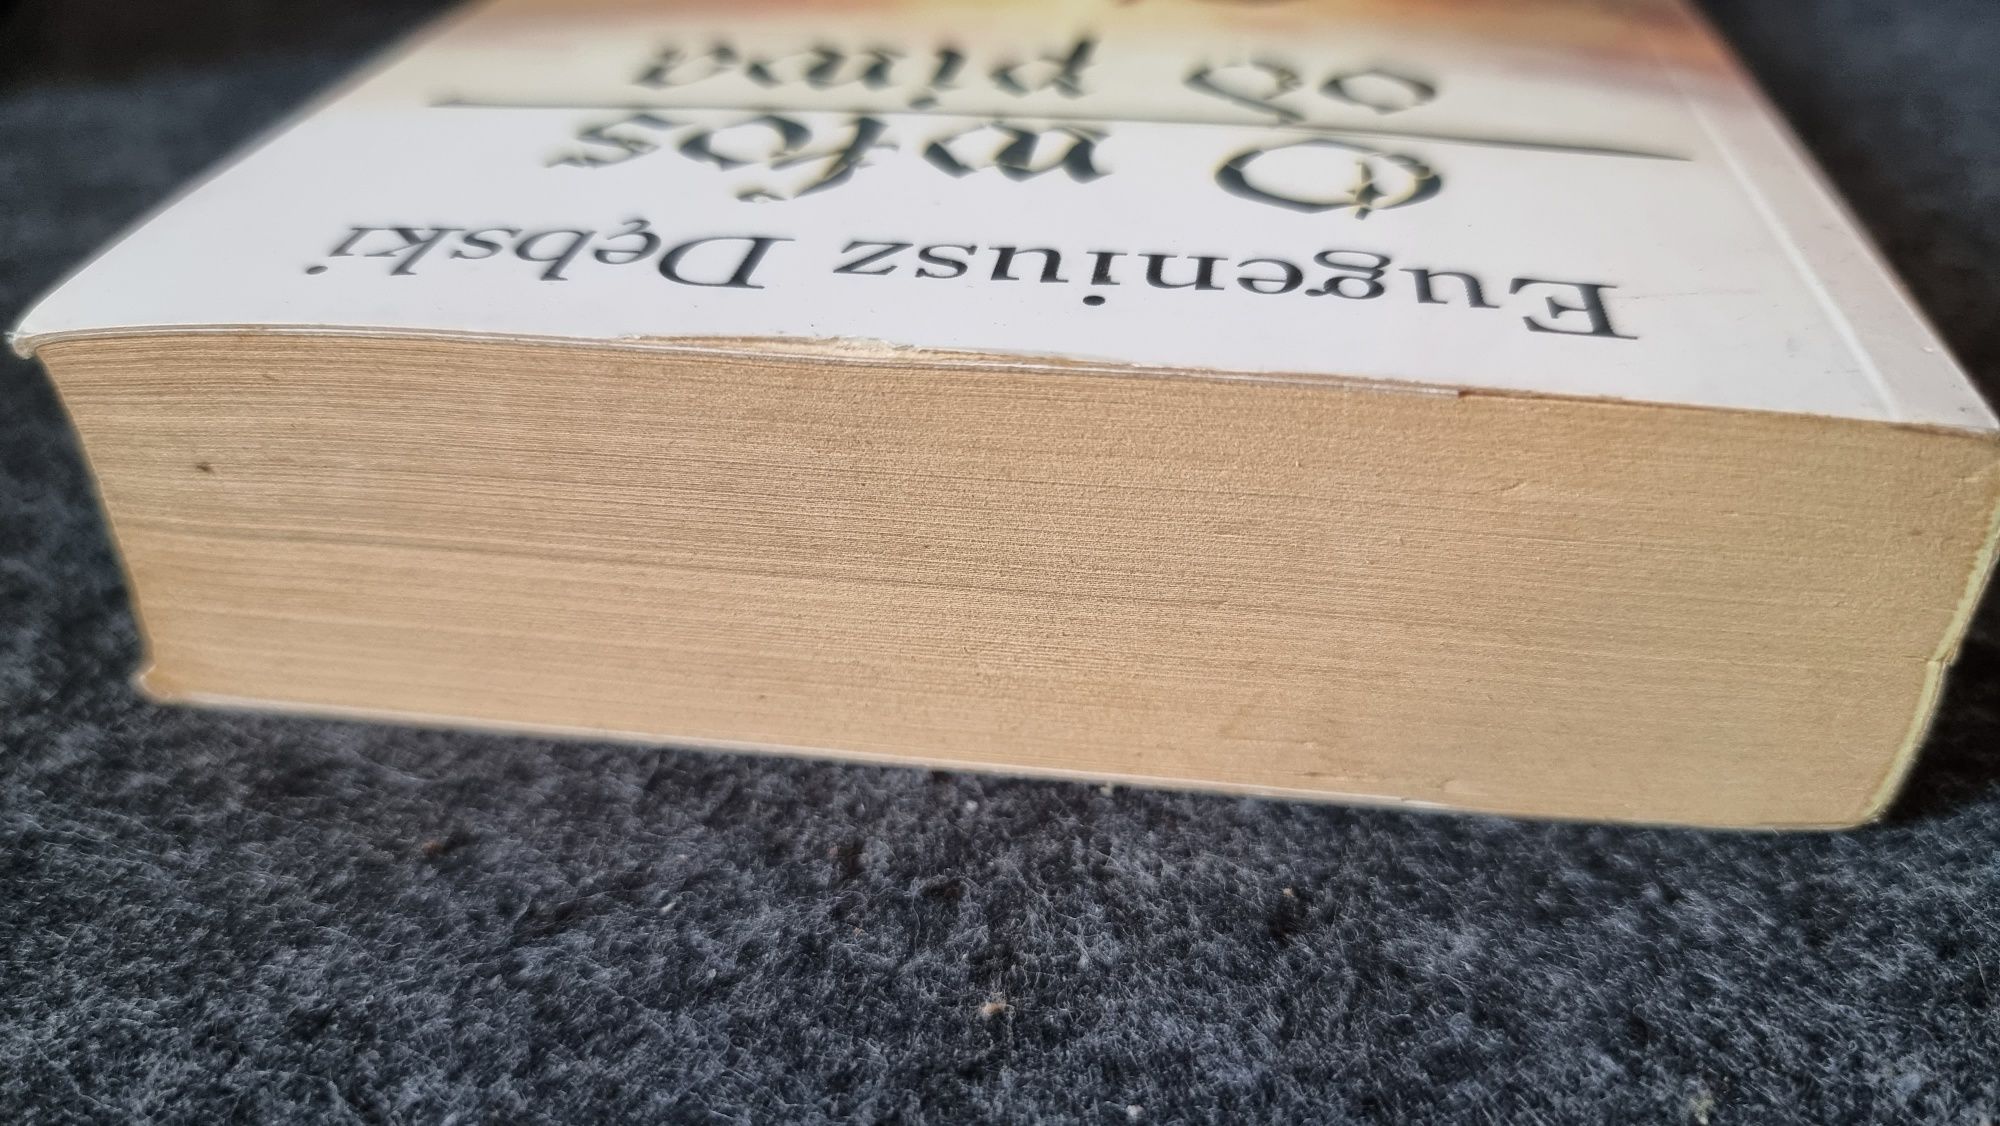 Eugeniusz Dębski
O włos
od piwa